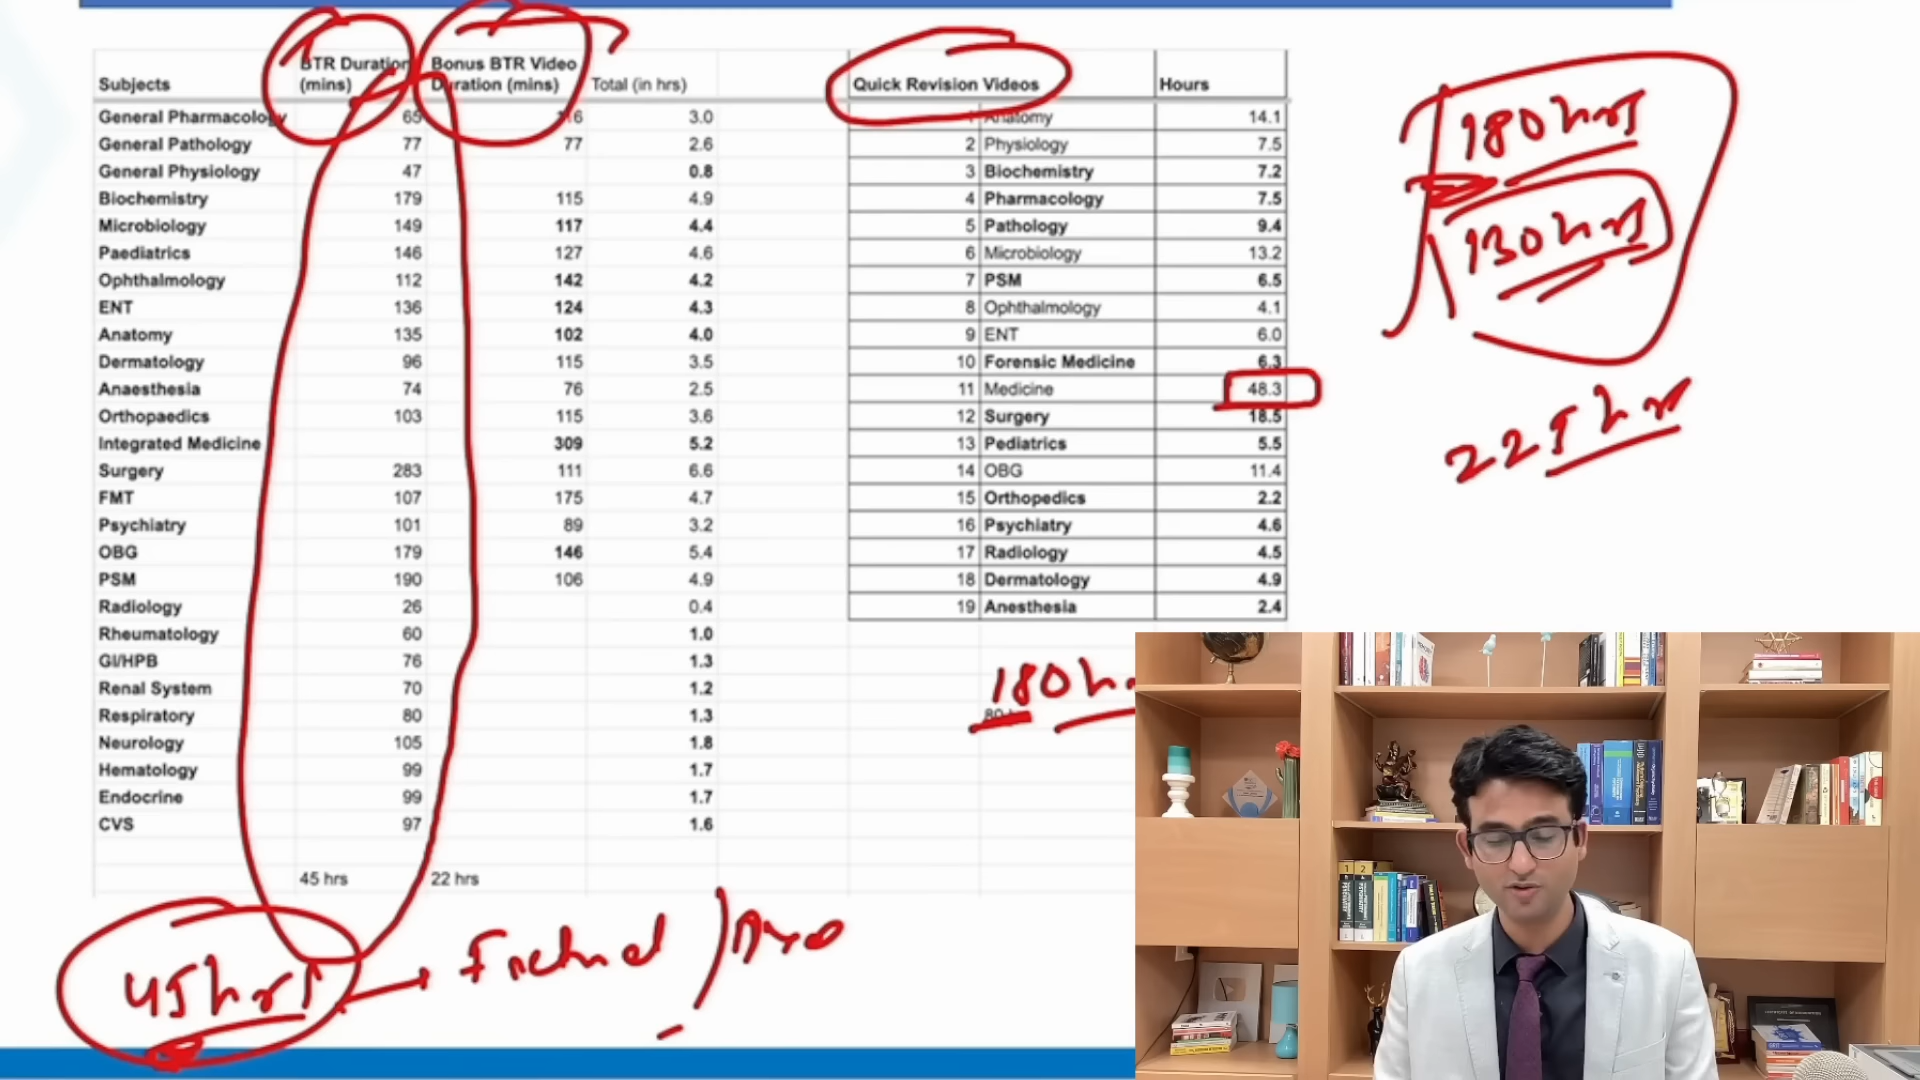 Subjects BTR Duration (mins) Bonus BTR Video Duration (mins) Total (in hrs)
General Pharmacology 65 116 3.0
General Pathology 77 77 2.6
General Physiology 47 0.8
Biochemistry 179 115 4.9
Microbiology 149 117 4.4
Paediatrics 146 127 4.6
Ophthalmology 112 142 4.2
ENT 136 124 4.3
Anatomy 135 102 4.0
Dermatology 96 115 3.5
Anaesthesia 74 76 2.5
Orthopaedics 103 115 3.6
Integrated Medicine 309 5.2
Surgery 283 111 6.6
FMT 107 175 4.7
Psychiatry 101 89 3.2
OBG 179 146 5.4
PSM 190 106 4.9
Radiology 26 0.4
Rheumatology 60 1.0
GI/HPB 76 1.3
Renal System 70 1.2
Respiratory 80 1.3
Neurology 105 1.8
Hematology 99 1.7
Endocrine 99 1.7
CVS 97 1.6
45 hrs 22 hrs
45 hrs
Quick Revision Videos Hours
1 Anatomy 14.1
2 Physiology 7.5
3 Biochemistry 7.2
4 Pharmacology 7.5
5 Pathology 9.4
6 Microbiology 13.2
7 PSM 6.5
8 Ophthalmology 4.1
9 ENT 6.0
10 Forensic Medicine 6.3
11 Medicine 48.3
12 Surgery 18.5
13 Pediatrics 5.5
14 OBG 11.4
15 Orthopedics 2.2
16 Psychiatry 4.6
17 Radiology 4.5
18 Dermatology 4.9
19 Anesthesia 2.4
180 h
180 hrs
130 hrs
225 hr